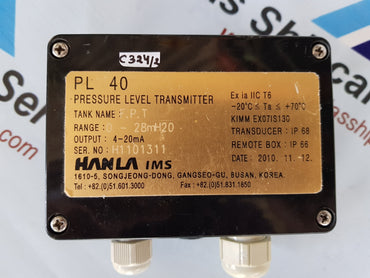 C324/2
PL 40
PRESSURE LEVEL TRANSMITTER
TANK NAME: F.P.T
RANGE: 0 - 28mH20
OUTPUT: 4~20mA
SER. NO: H1101311
Ex ia IIC T6
-20°C ≤ Ta ≤ +70°C
KIMM EX07IS130
TRANSDUCER: IP 68
REMOTE BOX: IP 66
DATE: 2010. 11. 12.
HANLA IMS
1610-5, SONGJEONG-DONG, GANGSEO-GU, BUSAN, KOREA.
Tel: +82.(0)51.601.3000 Fax: +82.(0)51.831.1850